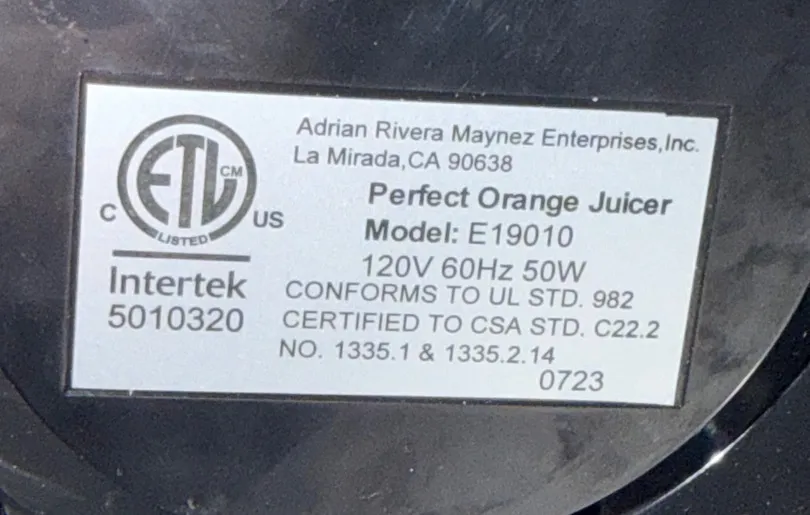 Adrian Rivera Maynez Enterprises,Inc.
La Mirada,CA 90638
Perfect Orange Juicer
Model: E19010
120V 60Hz 50W
CONFORMS TO UL STD. 982
CERTIFIED TO CSA STD. C22.2
NO. 1335.1 & 1335.2.14
0723
ETL CM
LISTED
C US
Intertek
5010320